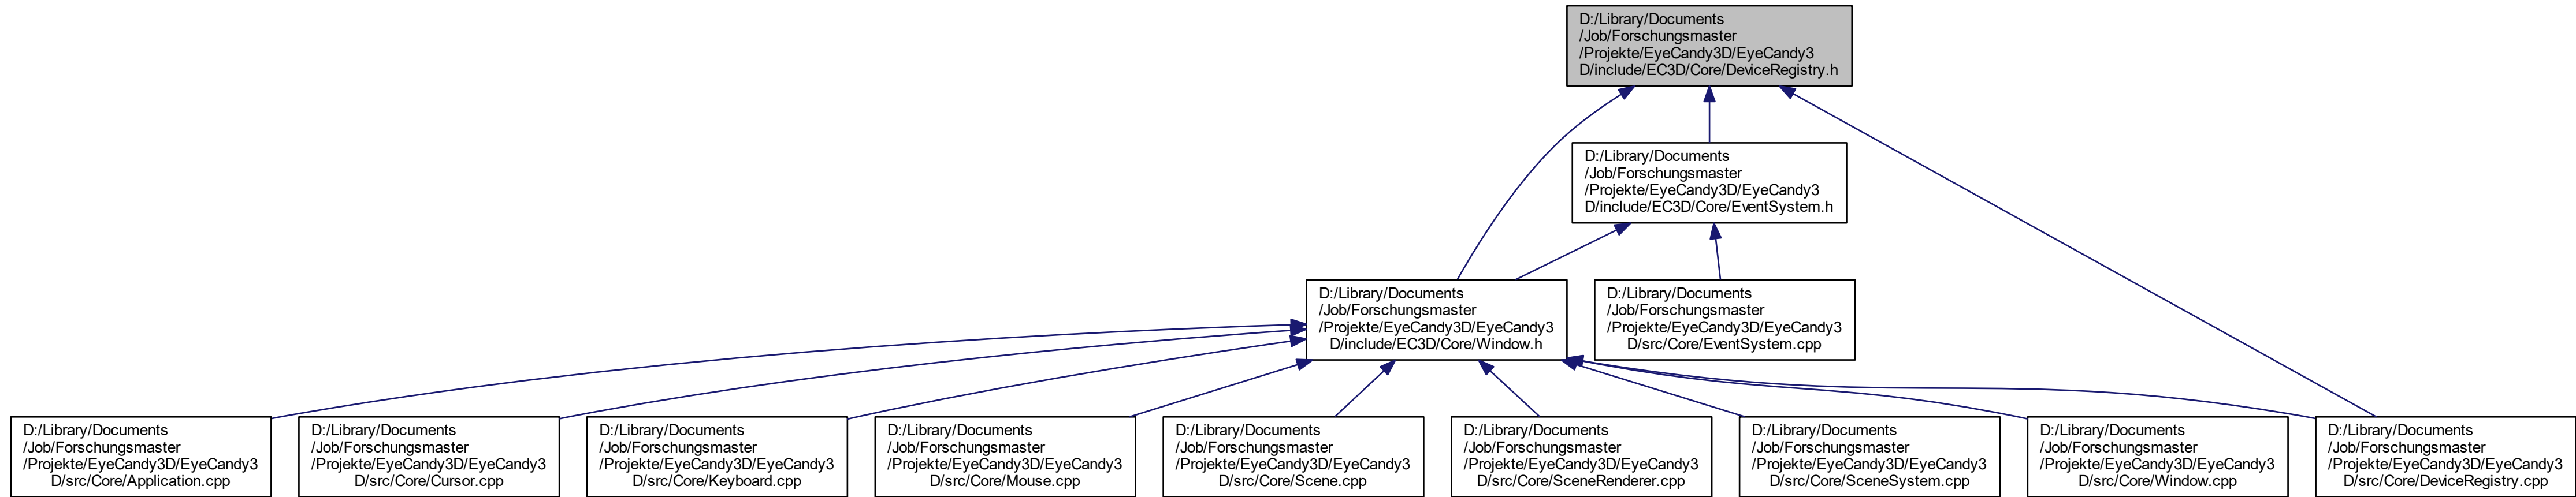 D:/Library/Documents
/Job/Forschungsmaster
/Projekte/EyeCandy3D/EyeCandy3
D/include/EC3D/Core/DeviceRegistry.h
D:/Library/Documents
/Job/Forschungsmaster
/Projekte/EyeCandy3D/EyeCandy3
D/include/EC3D/Core/EventSystem.h
D:/Library/Documents
/Job/Forschungsmaster
/Projekte/EyeCandy3D/EyeCandy3
D/include/EC3D/Core/Window.h
D:/Library/Documents
/Job/Forschungsmaster
/Projekte/EyeCandy3D/EyeCandy3
D/src/Core/EventSystem.cpp
D:/Library/Documents
/Job/Forschungsmaster
/Projekte/EyeCandy3D/EyeCandy3
D/src/Core/Application.cpp
D:/Library/Documents
/Job/Forschungsmaster
/Projekte/EyeCandy3D/EyeCandy3
D/src/Core/Cursor.cpp
D:/Library/Documents
/Job/Forschungsmaster
/Projekte/EyeCandy3D/EyeCandy3
D/src/Core/Keyboard.cpp
D:/Library/Documents
/Job/Forschungsmaster
/Projekte/EyeCandy3D/EyeCandy3
D/src/Core/Mouse.cpp
D:/Library/Documents
/Job/Forschungsmaster
/Projekte/EyeCandy3D/EyeCandy3
D/src/Core/Scene.cpp
D:/Library/Documents
/Job/Forschungsmaster
/Projekte/EyeCandy3D/EyeCandy3
D/src/Core/SceneRenderer.cpp
D:/Library/Documents
/Job/Forschungsmaster
/Projekte/EyeCandy3D/EyeCandy3
D/src/Core/SceneSystem.cpp
D:/Library/Documents
/Job/Forschungsmaster
/Projekte/EyeCandy3D/EyeCandy3
D/src/Core/Window.cpp
D:/Library/Documents
/Job/Forschungsmaster
/Projekte/EyeCandy3D/EyeCandy3
D/src/Core/DeviceRegistry.cpp